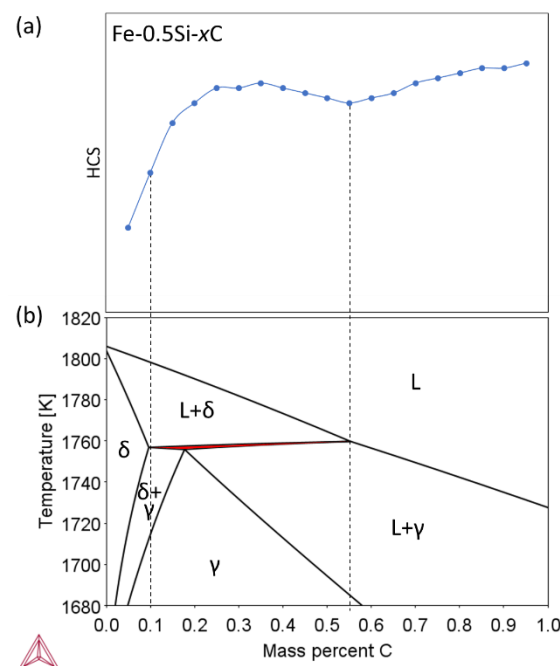 (a)
Fe-0.5Si-xC
HCS
(b)
1820
1800
1780
1760
1740
1720
1700
1680
Temperature [K]
L
L+δ
δ
δ+
γ
L+γ
γ
0.0 0.1 0.2 0.3 0.4 0.5 0.6 0.7 0.8 0.9 1.0
Mass percent C